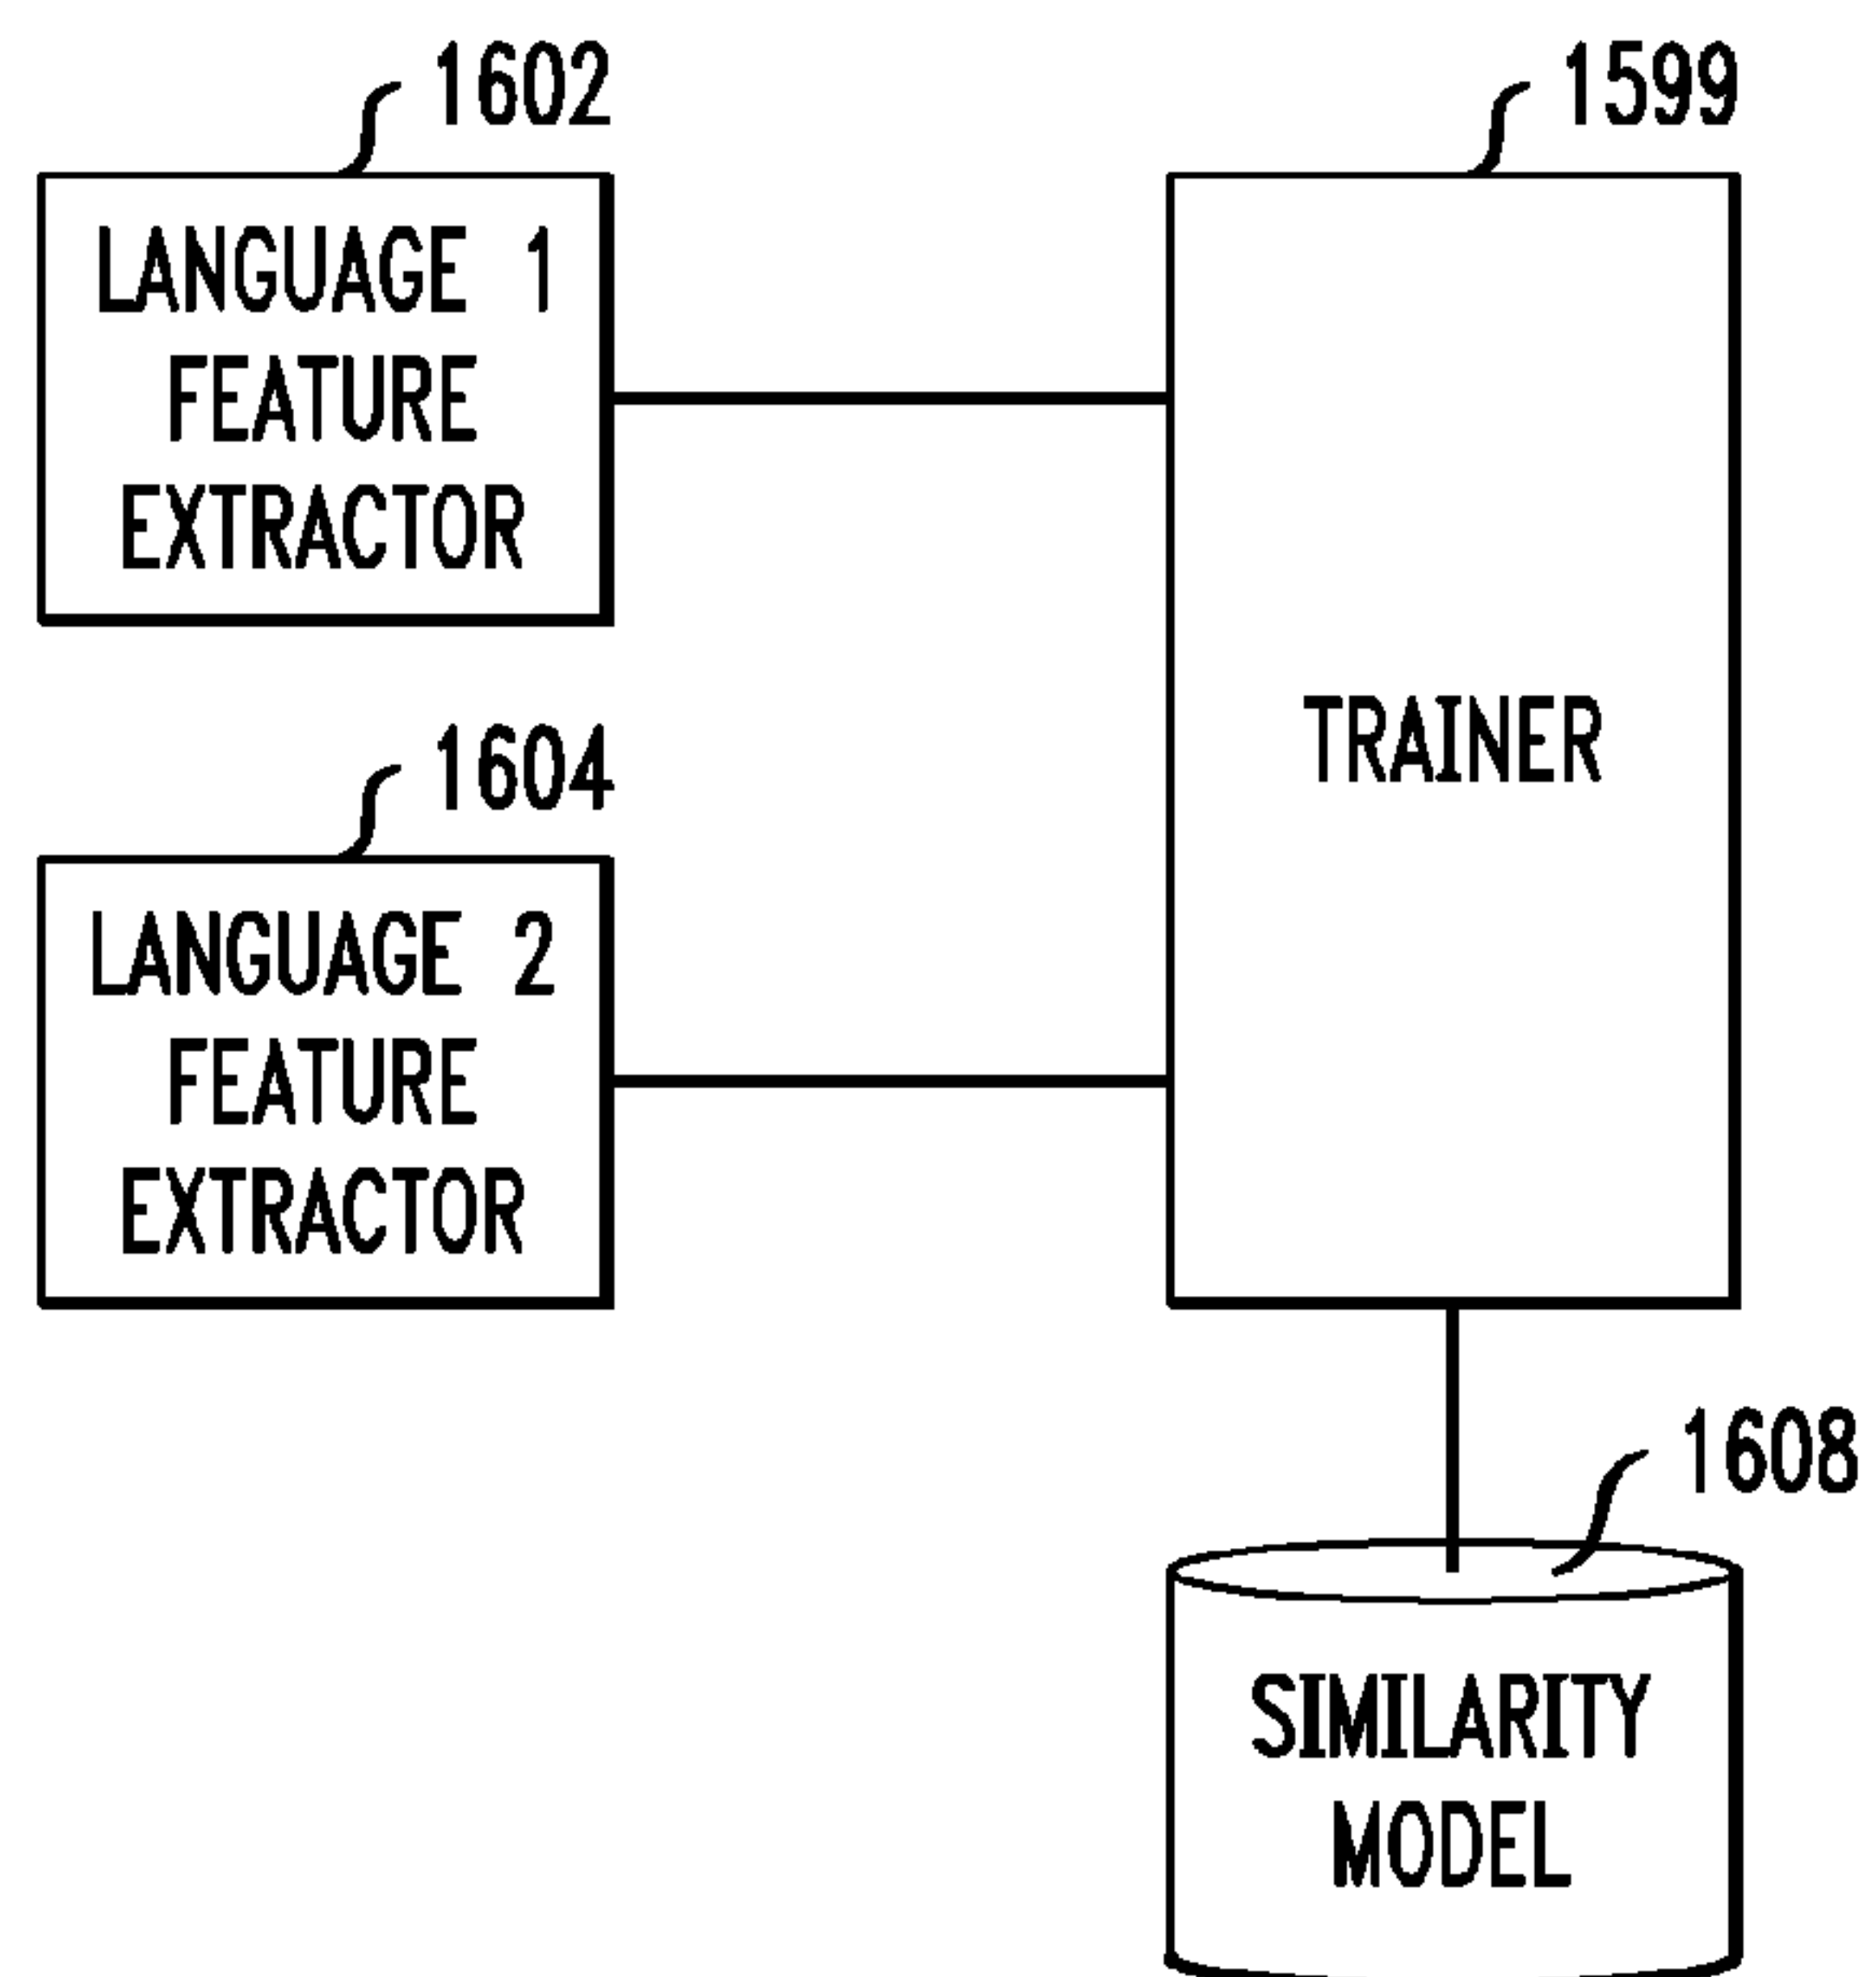 1602
LANGUAGE 1
FEATURE
EXTRACTOR
1599
TRAINER
1604
LANGUAGE 2
FEATURE
EXTRACTOR
1608
SIMILARITY
MODEL